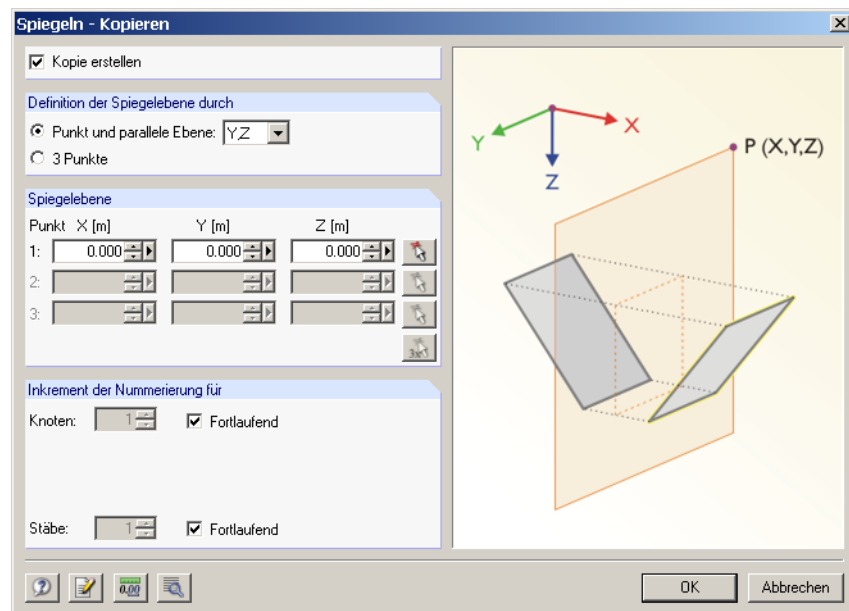 Spiegeln - Kopieren
Kopie erstellen
Definition der Spiegelebene durch
Punkt und parallele Ebene: Y,Z
3 Punkte
Spiegelebene
Punkt X [m] Y [m] Z [m]
1: 0.000 0.000 0.000
2:
3:
3x
Inkrement der Nummerierung für
Knoten: 1 Fortlaufend
Stäbe: 1 Fortlaufend
Y X
Z
P (X,Y,Z)
0.00
OK Abbrechen